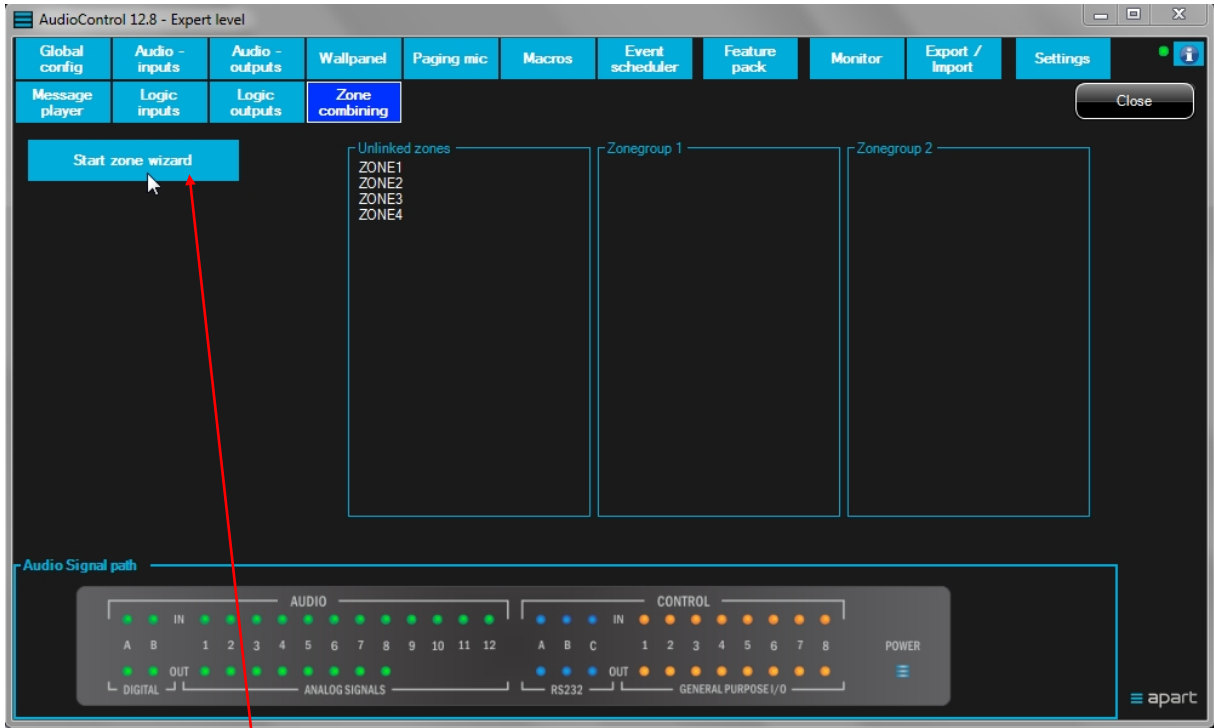 AudioControl 12.8 - Expert level
Global config
Audio - inputs
Audio - outputs
Wallpanel
Paging mic
Macros
Event scheduler
Feature pack
Monitor
Export / Import
Settings
Message player
Logic inputs
Logic outputs
Zone combining
Close
Start zone wizard
Unlinked zones
ZONE1
ZONE2
ZONE3
ZONE4
Zonegroup 1
Zonegroup 2
Audio Signal path
AUDIO
CONTROL
IN
IN
A B 1 2 3 4 5 6 7 8 9 10 11 12
A B C 1 2 3 4 5 6 7 8
POWER
OUT
OUT
DIGITAL
ANALOG SIGNALS
RS232
GENERAL PURPOSE I/O
apart